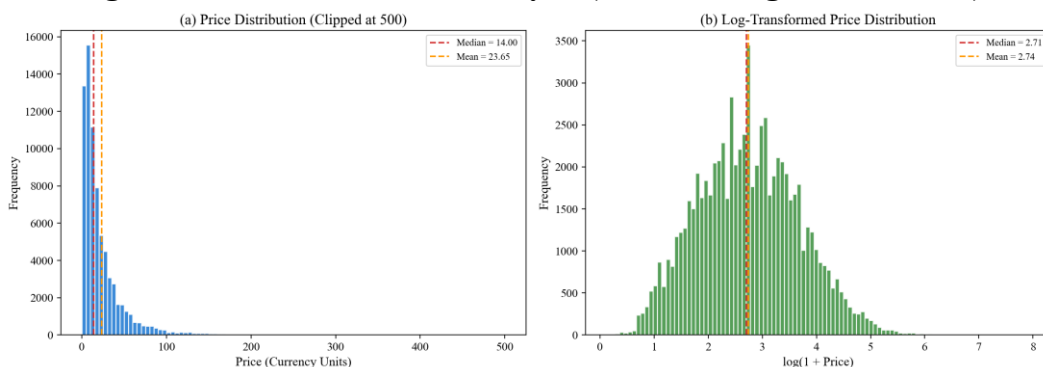 (a) Price Distribution (Clipped at 500)
16000
14000
12000
10000
8000
6000
4000
2000
0
Frequency
0 100 200 300 400 500
Price (Currency Units)
Median = 14.00
Mean = 23.65
(b) Log-Transformed Price Distribution
3500
3000
2500
2000
1500
1000
500
0
Frequency
0 1 2 3 4 5 6 7 8
log(1 + Price)
Median = 2.71
Mean = 2.74